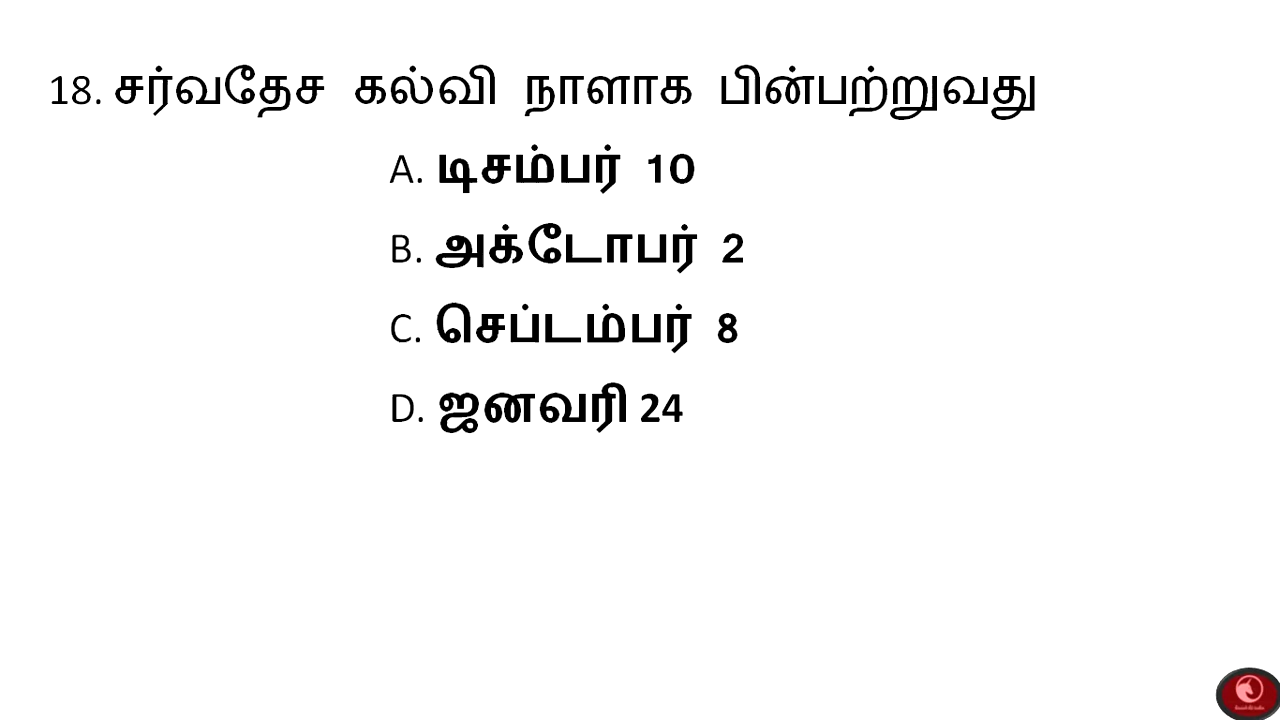 18. சர்வதேச கல்வி நாளாக பின்பற்றுவது
A. டிசம்பர் 10
B. அக்டோபர் 2
C. செப்டம்பர் 8
D. ஜனவரி 24